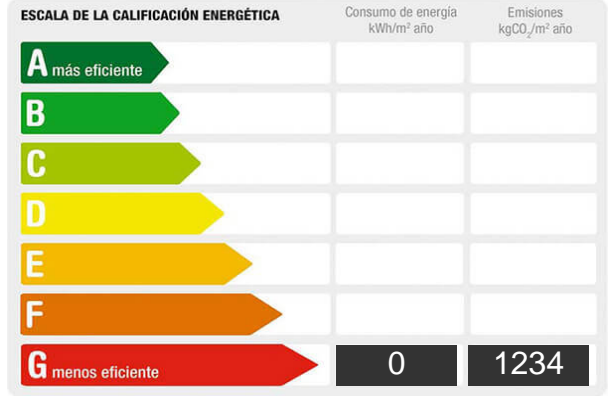 ESCALA DE LA CALIFICACIÓN ENERGÉTICA
Consumo de energía
kWh/m² año
Emisiones
kgCO₂/m² año
A más eficiente
B
C
D
E
F
G menos eficiente
0
1234